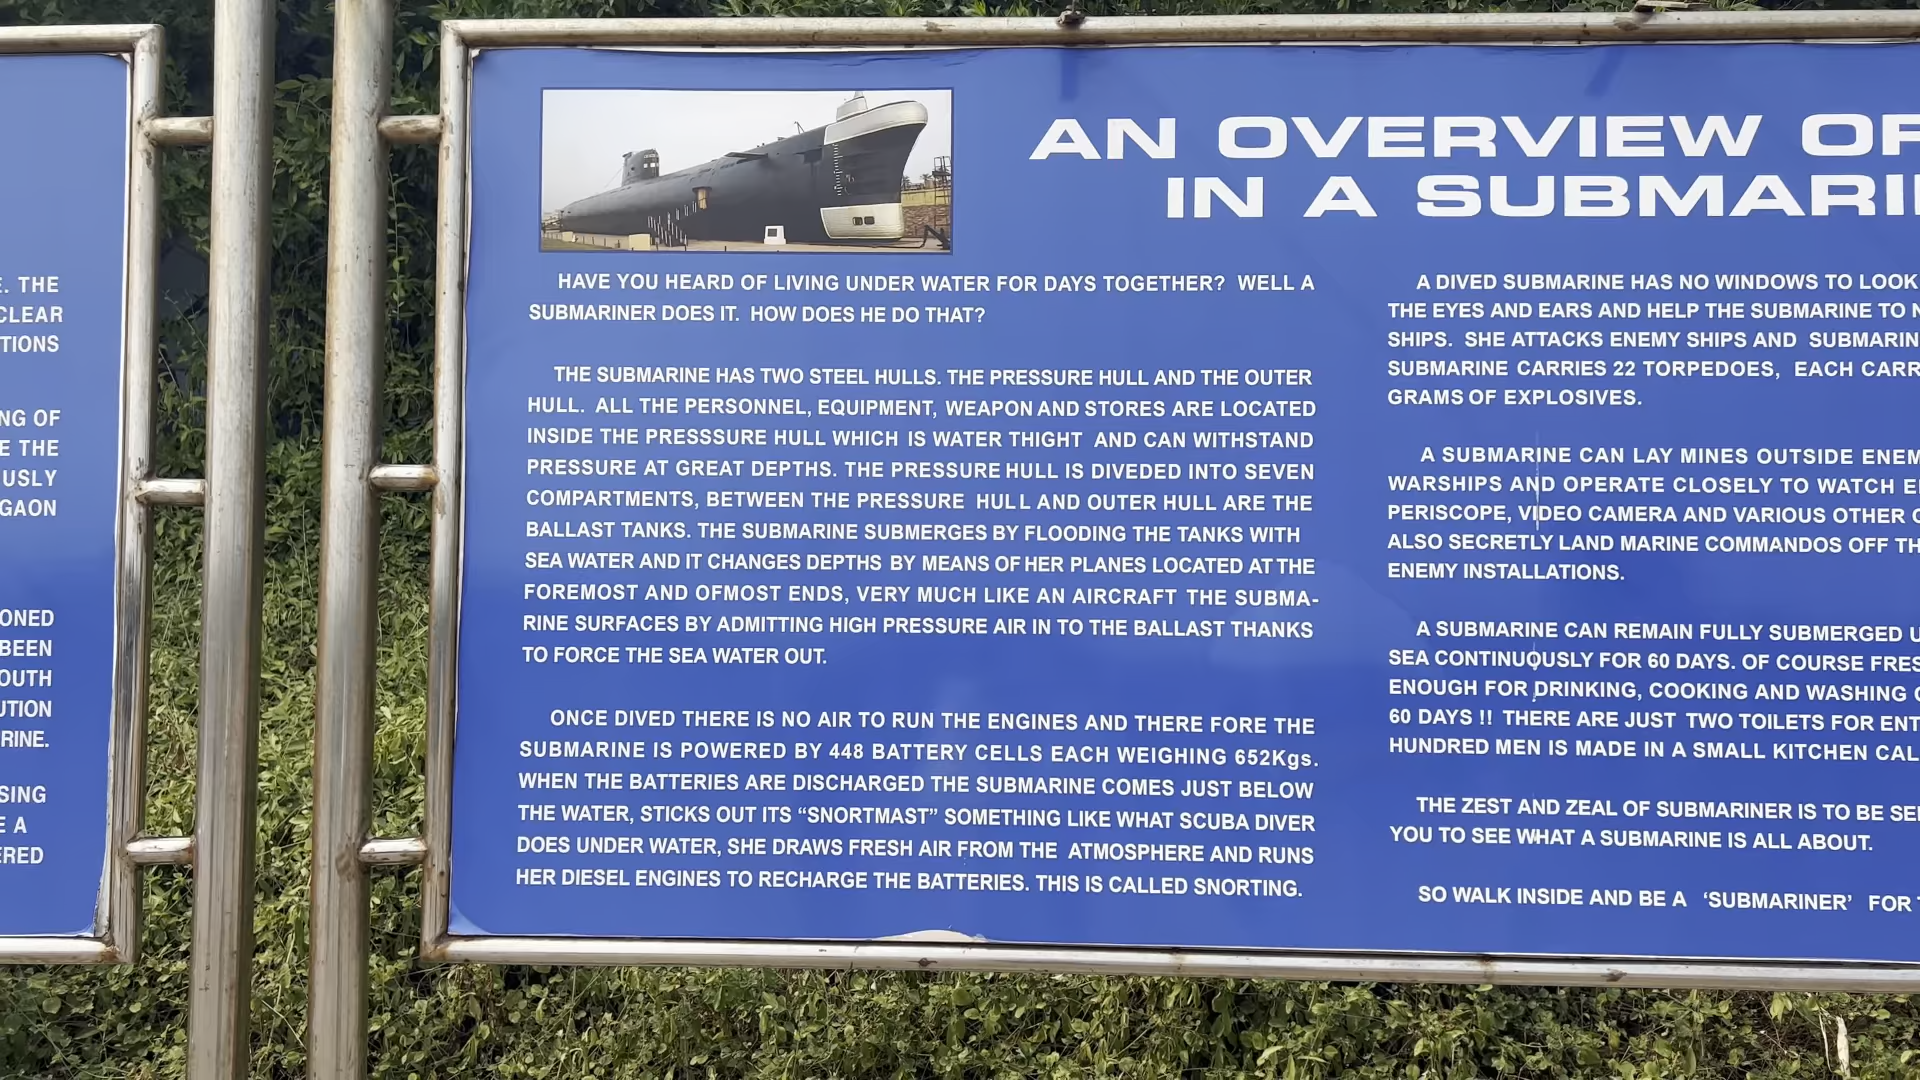 . THE
CLEAR
TIONS
NG OF
E THE
USLY
GAON
ONED
BEEN
OUTH
UTION
RINE.
SING
E A
ERED
AN OVERVIEW OF
IN A SUBMARI
HAVE YOU HEARD OF LIVING UNDER WATER FOR DAYS TOGETHER? WELL A
SUBMARINER DOES IT. HOW DOES HE DO THAT?
THE SUBMARINE HAS TWO STEEL HULLS. THE PRESSURE HULL AND THE OUTER
HULL. ALL THE PERSONNEL, EQUIPMENT, WEAPON AND STORES ARE LOCATED
INSIDE THE PRESSSURE HULL WHICH IS WATER THIGHT AND CAN WITHSTAND
PRESSURE AT GREAT DEPTHS. THE PRESSURE HULL IS DIVEDED INTO SEVEN
COMPARTMENTS, BETWEEN THE PRESSURE HULL AND OUTER HULL ARE THE
BALLAST TANKS. THE SUBMARINE SUBMERGES BY FLOODING THE TANKS WITH
SEA WATER AND IT CHANGES DEPTHS BY MEANS OF HER PLANES LOCATED AT THE
FOREMOST AND OFMOST ENDS, VERY MUCH LIKE AN AIRCRAFT THE SUBMA-
RINE SURFACES BY ADMITTING HIGH PRESSURE AIR IN TO THE BALLAST THANKS
TO FORCE THE SEA WATER OUT.
ONCE DIVED THERE IS NO AIR TO RUN THE ENGINES AND THERE FORE THE
SUBMARINE IS POWERED BY 448 BATTERY CELLS EACH WEIGHING 652Kgs.
WHEN THE BATTERIES ARE DISCHARGED THE SUBMARINE COMES JUST BELOW
THE WATER, STICKS OUT ITS “SNORTMAST” SOMETHING LIKE WHAT SCUBA DIVER
DOES UNDER WATER, SHE DRAWS FRESH AIR FROM THE ATMOSPHERE AND RUNS
HER DIESEL ENGINES TO RECHARGE THE BATTERIES. THIS IS CALLED SNORTING.
A DIVED SUBMARINE HAS NO WINDOWS TO LOOK
THE EYES AND EARS AND HELP THE SUBMARINE TO N
SHIPS. SHE ATTACKS ENEMY SHIPS AND SUBMARIN
SUBMARINE CARRIES 22 TORPEDOES, EACH CARR
GRAMS OF EXPLOSIVES.
A SUBMARINE CAN LAY MINES OUTSIDE ENEM
WARSHIPS AND OPERATE CLOSELY TO WATCH E
PERISCOPE, VIDEO CAMERA AND VARIOUS OTHER
ALSO SECRETLY LAND MARINE COMMANDOS OFF TH
ENEMY INSTALLATIONS.
A SUBMARINE CAN REMAIN FULLY SUBMERGED U
SEA CONTINUOUSLY FOR 60 DAYS. OF COURSE FRES
ENOUGH FOR DRINKING, COOKING AND WASHING
60 DAYS !! THERE ARE JUST TWO TOILETS FOR ENT
HUNDRED MEN IS MADE IN A SMALL KITCHEN CAL
THE ZEST AND ZEAL OF SUBMARINER IS TO BE SE
YOU TO SEE WHAT A SUBMARINE IS ALL ABOUT.
SO WALK INSIDE AND BE A ‘SUBMARINER’ FOR